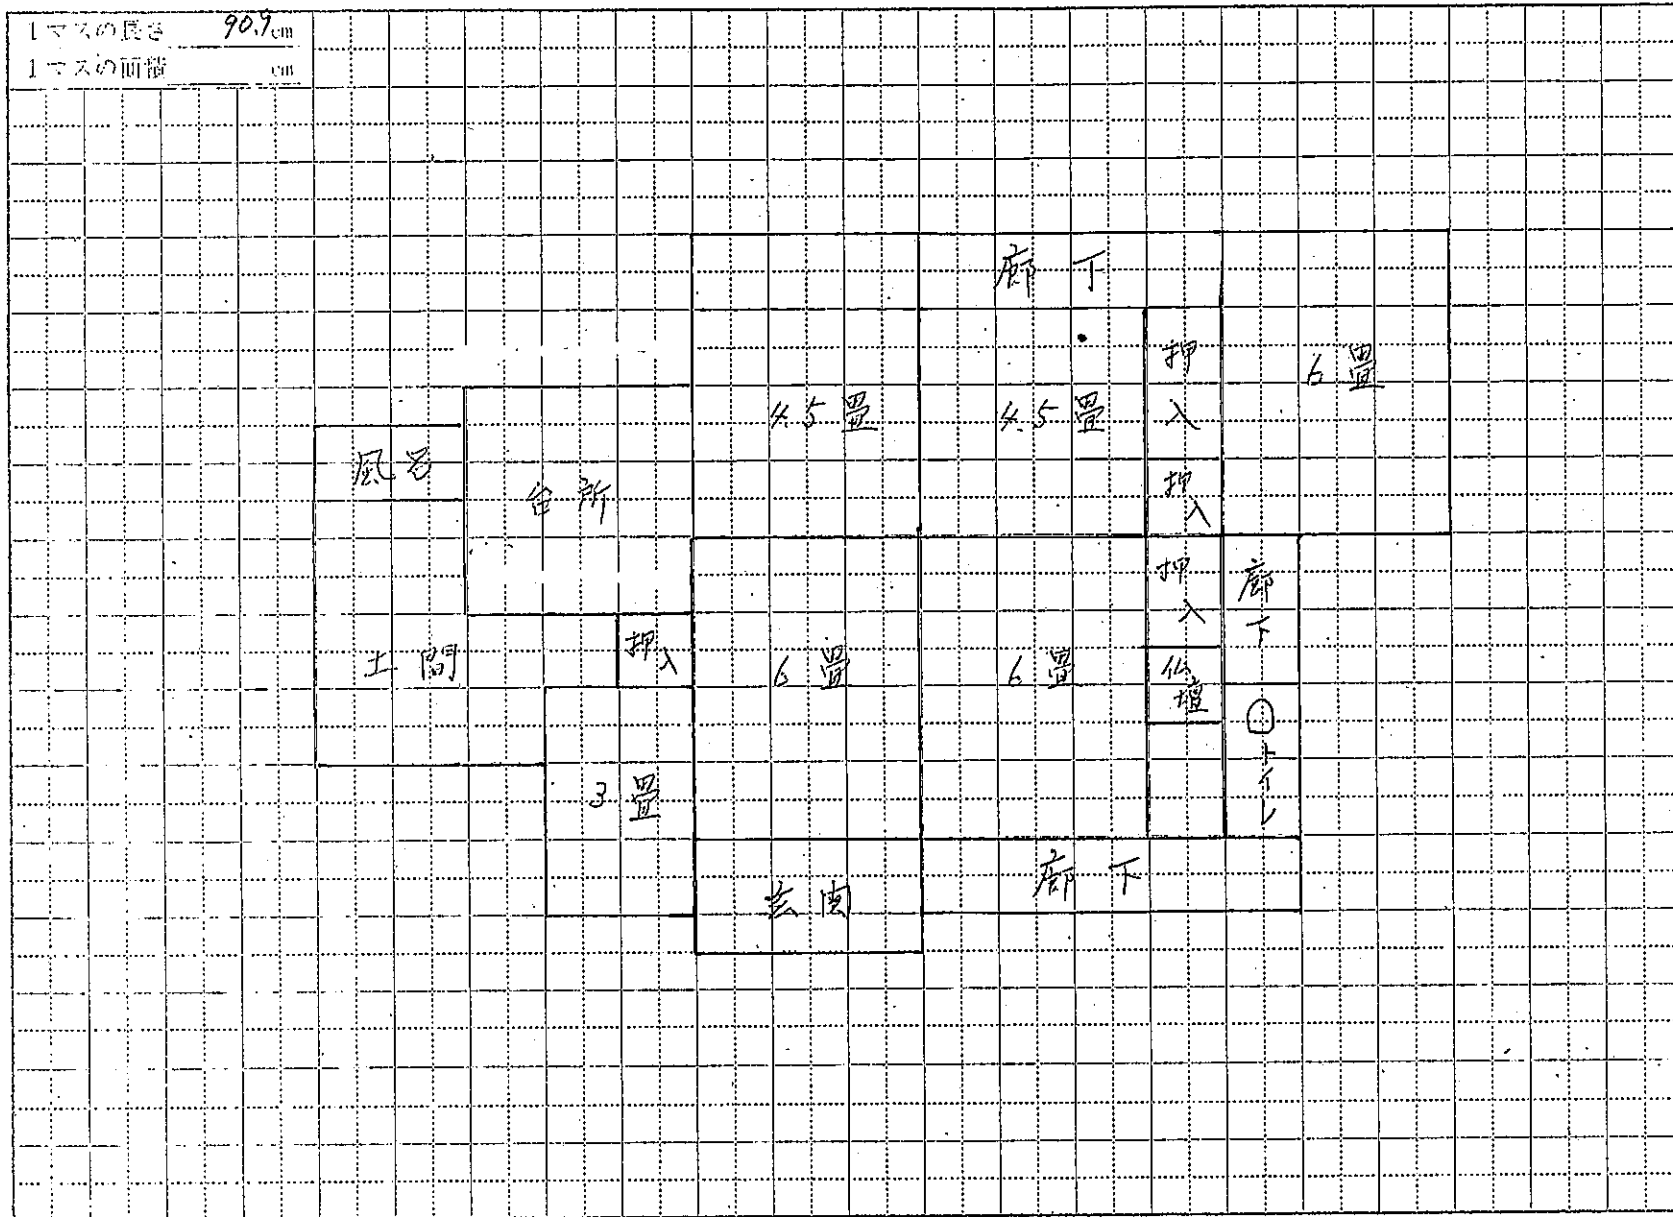 1マスの長さ 90.9cm
1マスの面積 cm
廊下
押入
6畳
4.5畳
4.5畳
風呂
台所
押入
押入
廊下
土間
押入
6畳
6畳
仏壇
トイレ
3畳
玄関
廊下